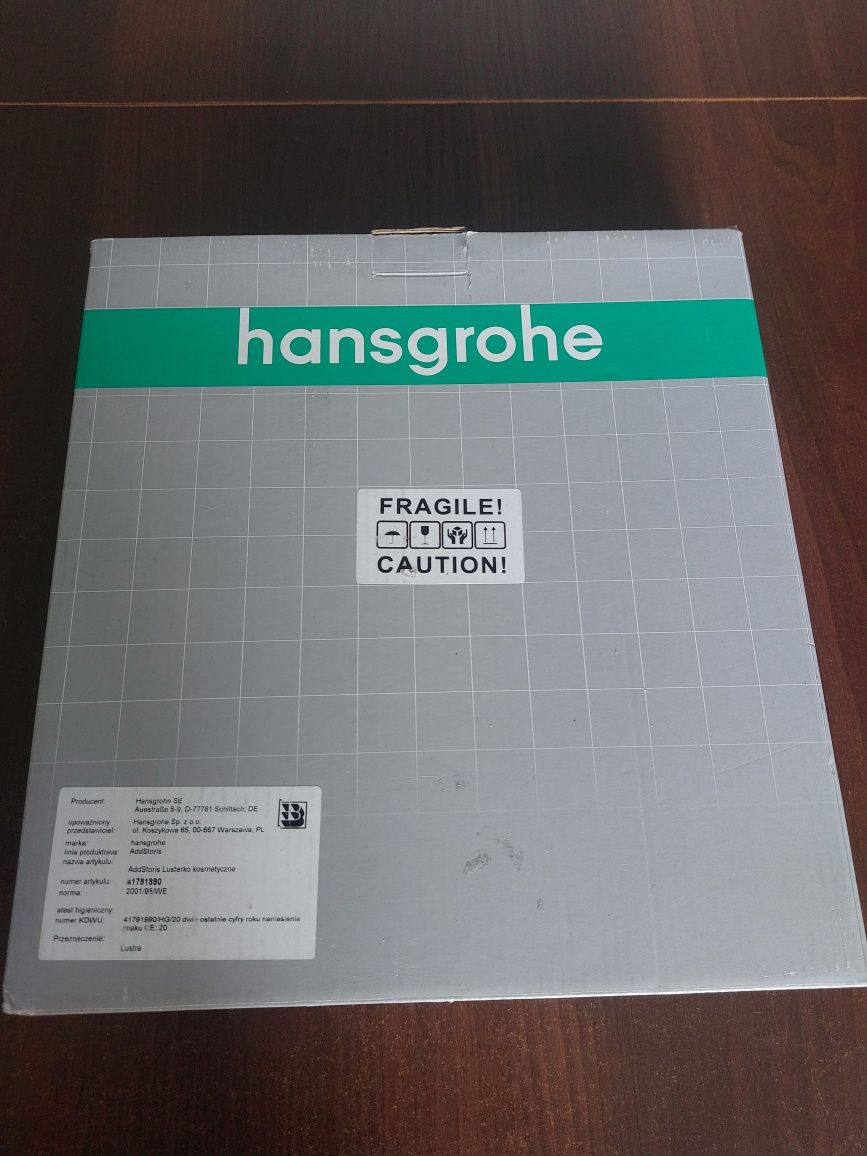 hansgrohe
FRAGILE!
CAUTION!
Producent: Hansgrohe SE
Auestraße 5-9, D-77761 Schiltach, DE
upoważniony Hansgrohe Sp. z o.o.
przedstawiciel: ul. Koszykowa 65, 00-667 Warszawa, PL
marka: hansgrohe
linia produktowa: AddStoris
nazwa artykułu:
AddStoris Lusterko kosmetyczne
numer artykułu: 41791990
norma: 2001/95/WE
atest higieniczny:
numer KDWU: 41791990/HG/20 dwie ostatnie cyfry roku naniesienia
znaku CE: 20
Przeznaczenie:
Lustra